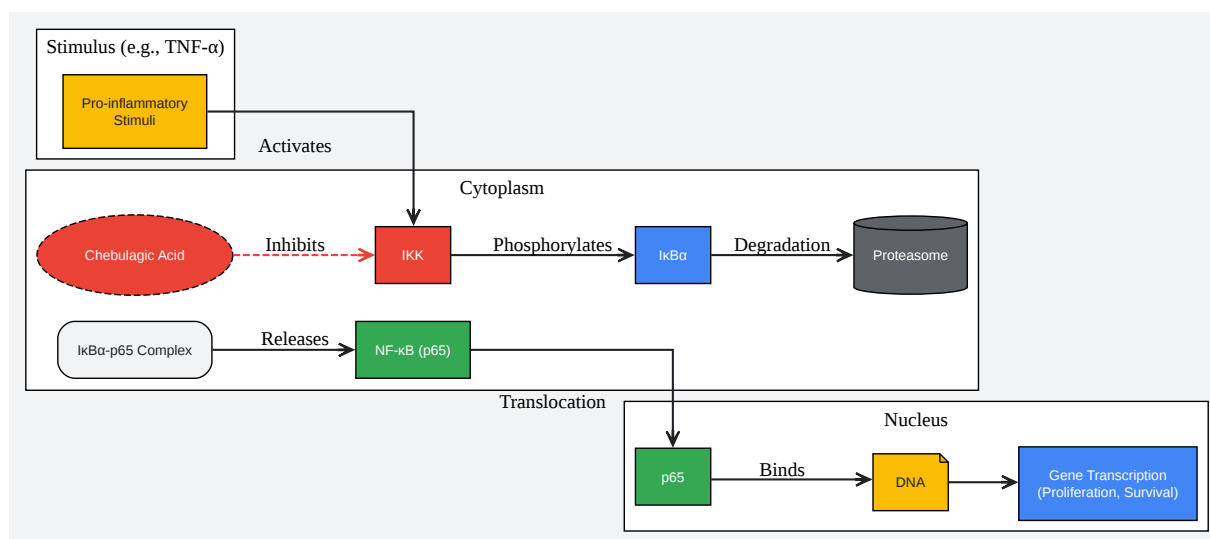 Stimulus (e.g., TNF-α)
Pro-inflammatory
Stimuli
Activates
Cytoplasm
Chebulagic Acid
Inhibits
IKK
Phosphorylates
IκBα
Degradation
Proteasome
IκBα-p65 Complex
Releases
NF-κB (p65)
Translocation
Nucleus
p65
Binds
DNA
Gene Transcription
(Proliferation, Survival)